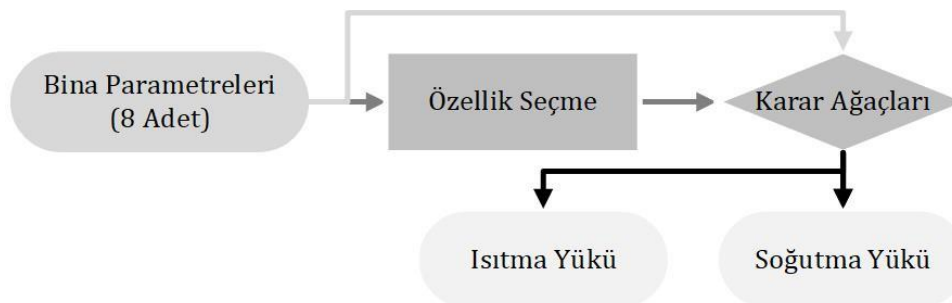 Bina Parametreleri
(8 Adet)
Özellik Seçme
Karar Ağaçları
Isıtma Yükü
Soğutma Yükü